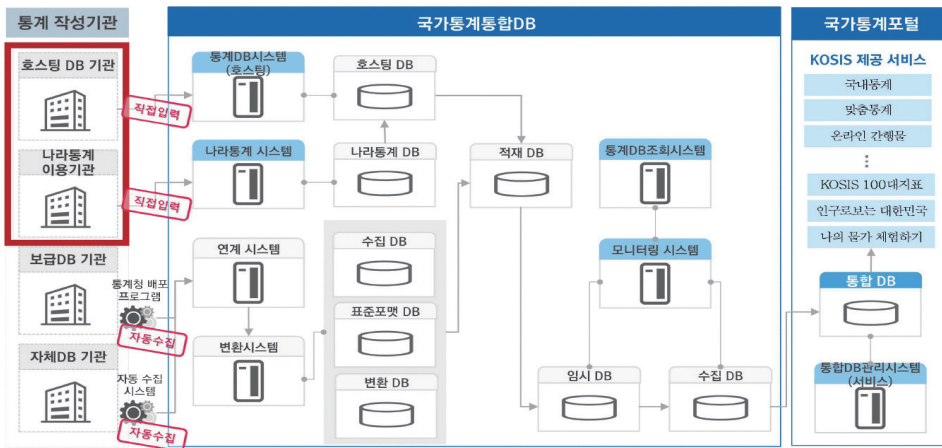 통계 작성기관
호스팅 DB 기관
직접입력
나라통계
이용기관
직접입력
보급DB 기관
통계청 배포
프로그램
자동수집
자체DB 기관
자동 수집
시스템
자동수집
국가통계통합DB
통계DB시스템
(호스팅)
호스팅 DB
나라통계 시스템
나라통계 DB
적재 DB
통계DB조회시스템
연계 시스템
수집 DB
모니터링 시스템
표준포맷 DB
변환시스템
변환 DB
임시 DB
수집 DB
국가통계포털
KOSIS 제공 서비스
국내통계
맞춤통계
온라인 간행물
KOSIS 100대지표
인구로보는 대한민국
나의 물가 체험하기
통합 DB
통합DB관리시스템
(서비스)